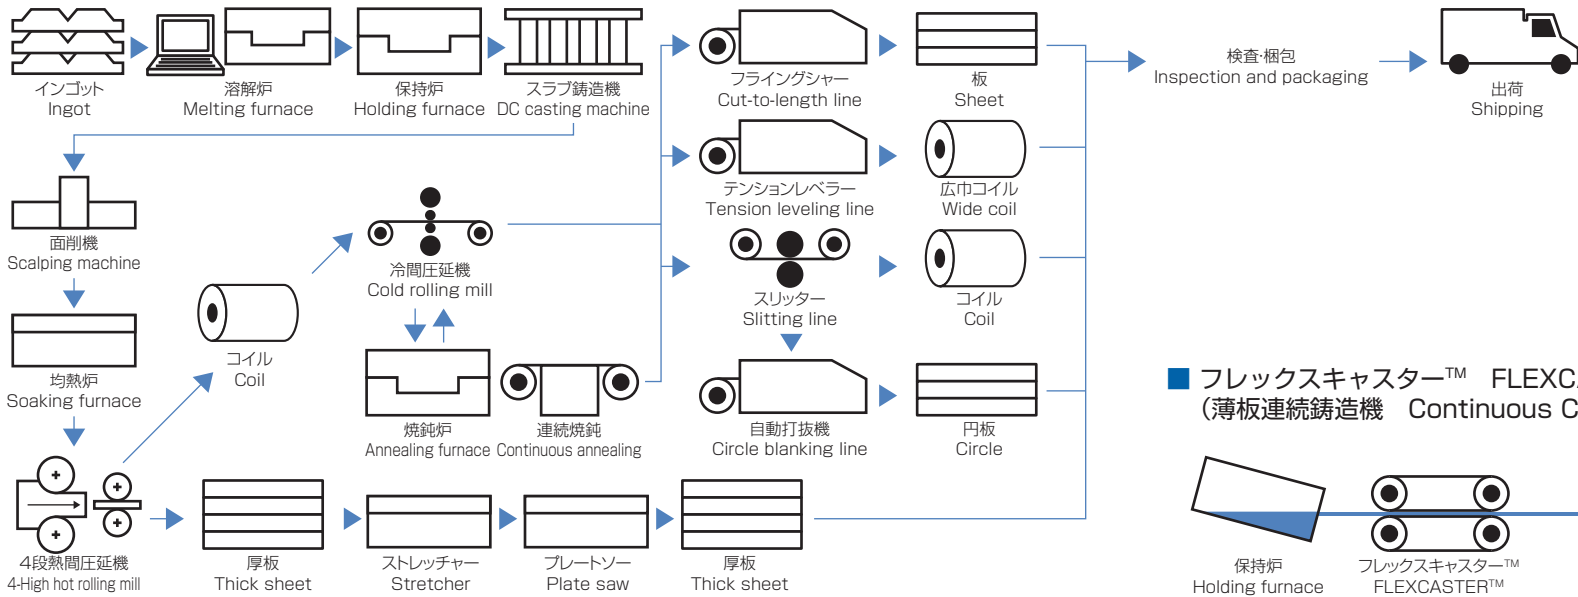 インゴット
Ingot
溶解炉
Melting furnace
保持炉
Holding furnace
スラブ鋳造機
DC casting machine
フライングシャー
Cut-to-length line
板
Sheet
検査・梱包
Inspection and packaging
出荷
Shipping
面削機
Scalping machine
冷間圧延機
Cold rolling mill
テンションレベラー
Tension leveling line
広巾コイル
Wide coil
スリッター
Slitting line
コイル
Coil
均熱炉
Soaking furnace
コイル
Coil
焼鈍炉
Annealing furnace
連続焼鈍
Continuous annealing
自動打抜機
Circle blanking line
円板
Circle
4段熱間圧延機
4-High hot rolling mill
厚板
Thick sheet
ストレッチャー
Stretcher
プレートソー
Plate saw
厚板
Thick sheet
■ フレックスキャスター™ FLEXC
（薄板連続鋳造機 Continuous C
保持炉
Holding furnace
フレックスキャスター™
FLEXCASTER™